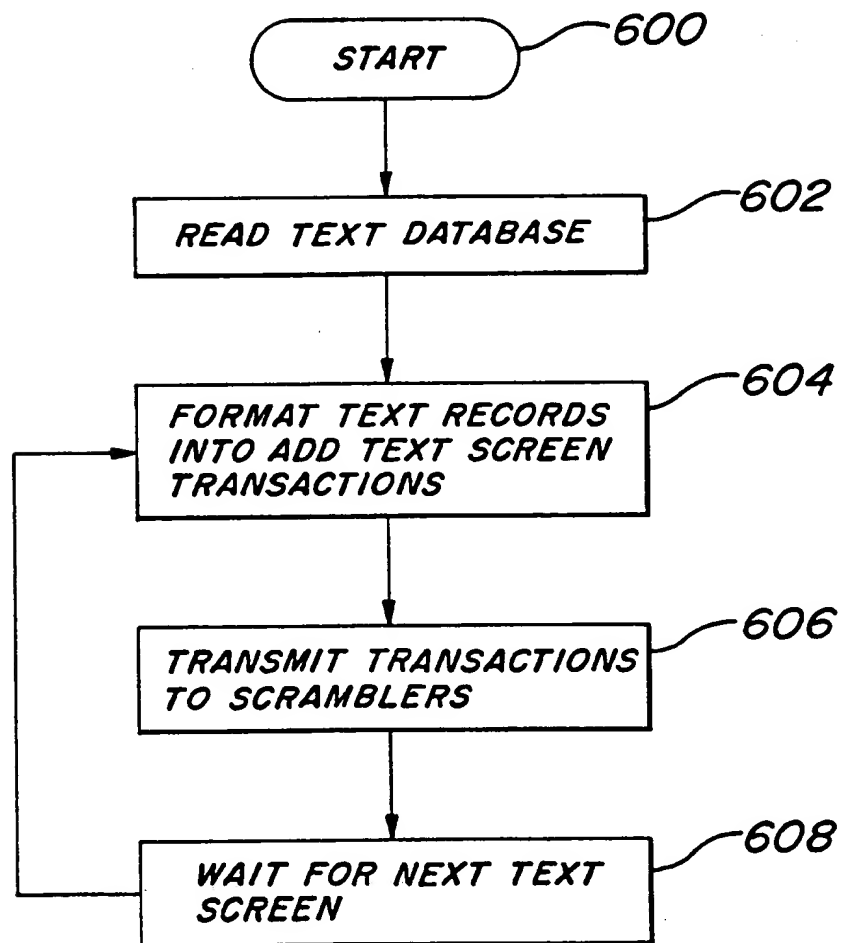 START
600
READ TEXT DATABASE
602
FORMAT TEXT RECORDS
INTO ADD TEXT SCREEN
TRANSACTIONS
604
TRANSMIT TRANSACTIONS
TO SCRAMBLERS
606
WAIT FOR NEXT TEXT
SCREEN
608